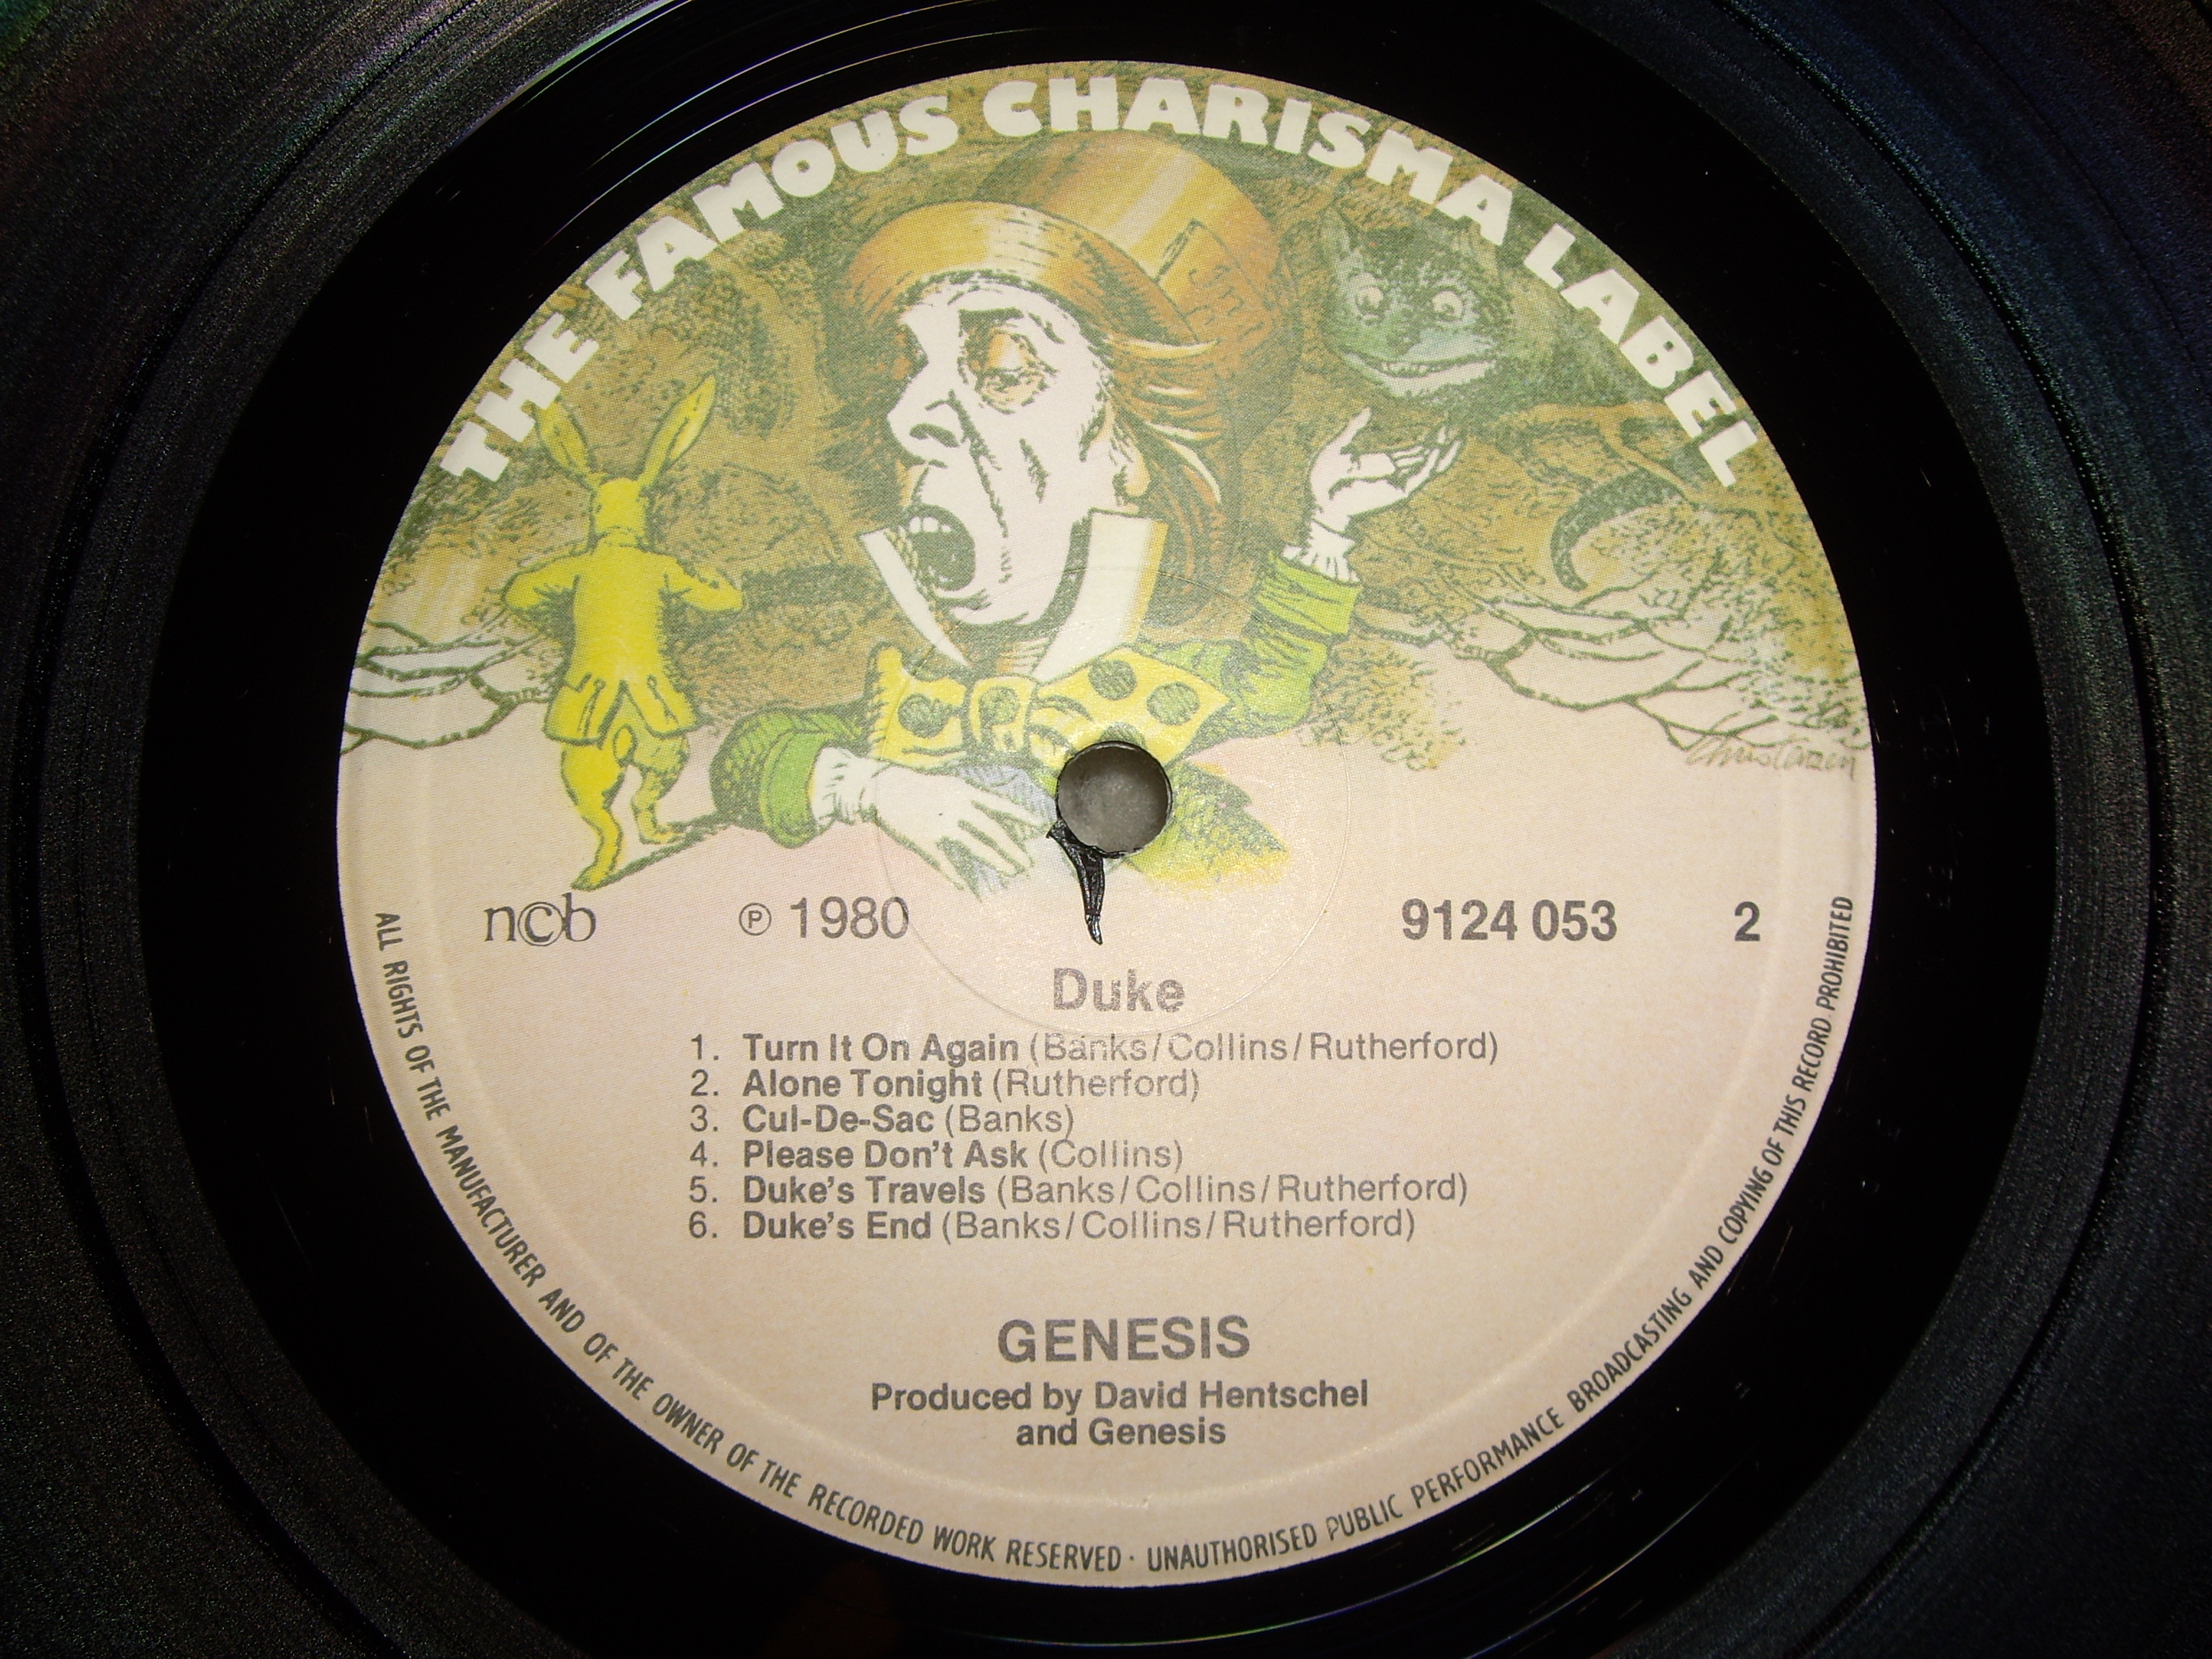 THE FAMOUS CHARISMA LABEL
Christensen
n©b ℗ 1980 9124 053 2
Duke
1. Turn It On Again (Banks/Collins/Rutherford)
2. Alone Tonight (Rutherford)
3. Cul-De-Sac (Banks)
4. Please Don't Ask (Collins)
5. Duke's Travels (Banks/Collins/Rutherford)
6. Duke's End (Banks/Collins/Rutherford)
GENESIS
Produced by David Hentschel
and Genesis
ALL RIGHTS OF THE MANUFACTURER AND OF THE OWNER OF THE RECORDED WORK RESERVED · UNAUTHORISED PUBLIC PERFORMANCE BROADCASTING AND COPYING OF THIS RECORD PROHIBITED